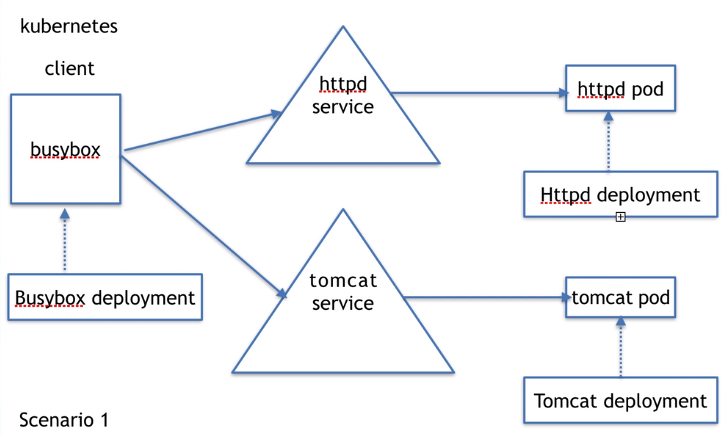 kubernetes
client
busybox
Busybox deployment
httpd
service
tomcat
service
httpd pod
Httpd deployment
tomcat pod
Tomcat deployment
Scenario 1